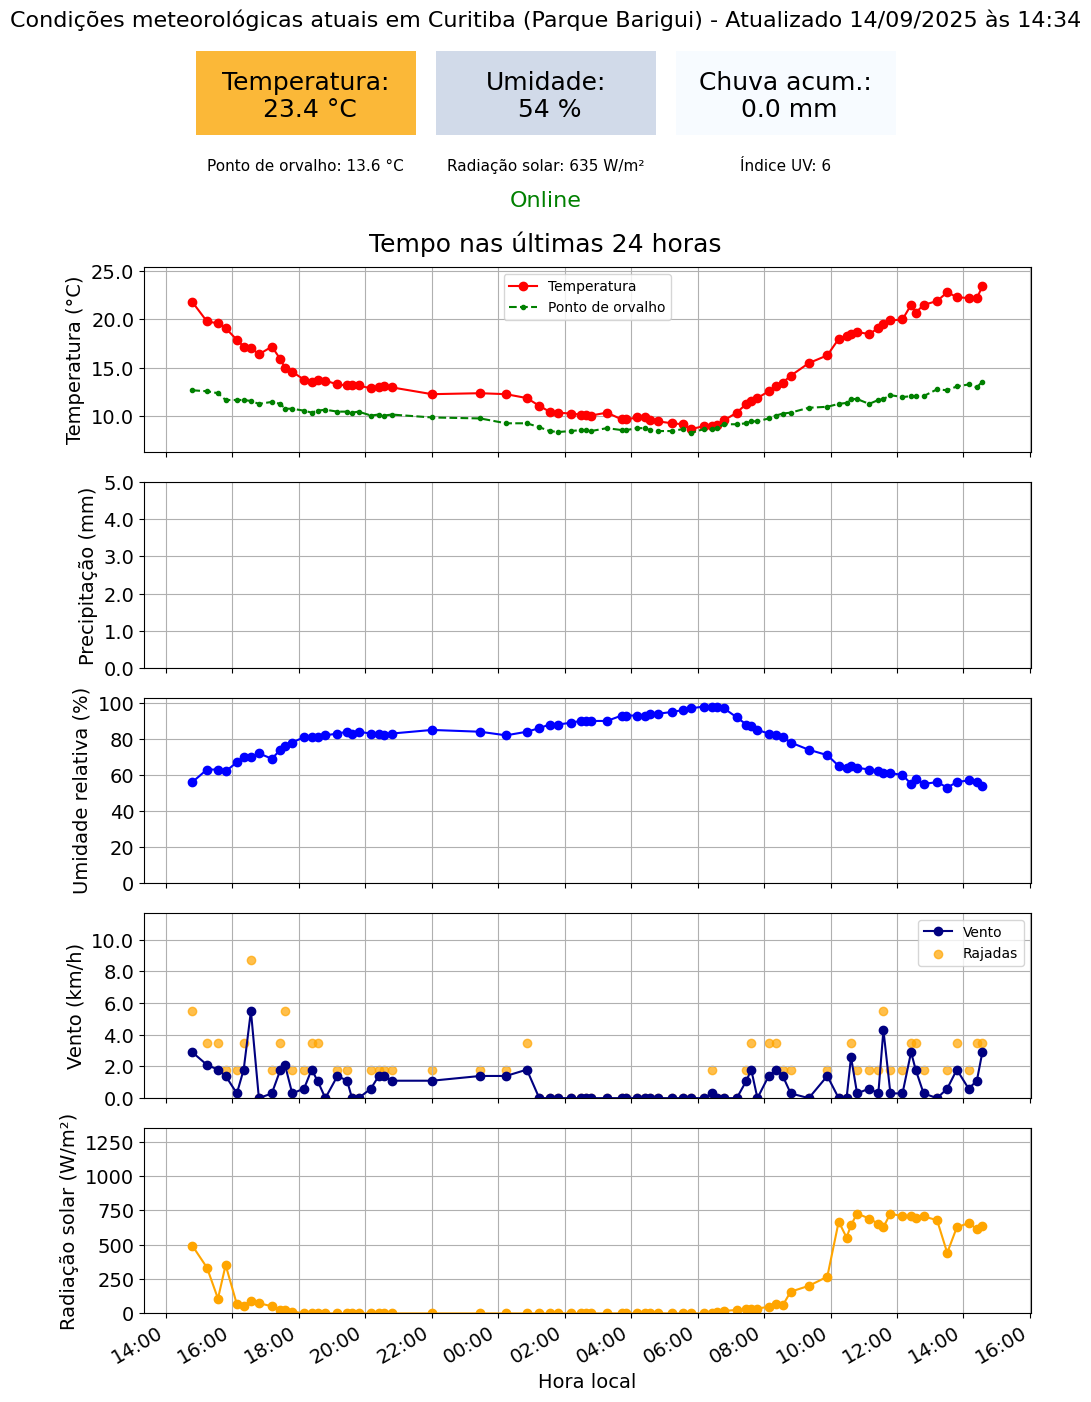 Condições meteorológicas atuais em Curitiba (Parque Barigui) - Atualizado 14/09/2025 às 14:34
Temperatura:
23.4 °C
Umidade:
54 %
Chuva acum.:
0.0 mm
Ponto de orvalho: 13.6 °C
Radiação solar: 635 W/m²
Índice UV: 6
Online
Tempo nas últimas 24 horas
Temperatura (°C)
25.0
20.0
15.0
10.0
Temperatura
Ponto de orvalho
Precipitação (mm)
5.0
4.0
3.0
2.0
1.0
0.0
Umidade relativa (%)
100
80
60
40
20
0
Vento (km/h)
10.0
8.0
6.0
4.0
2.0
0.0
Vento
Rajadas
Radiação solar (W/m²)
1250
1000
750
500
250
0
14:00
16:00
18:00
20:00
22:00
00:00
02:00
04:00
06:00
08:00
10:00
12:00
14:00
16:00
Hora local